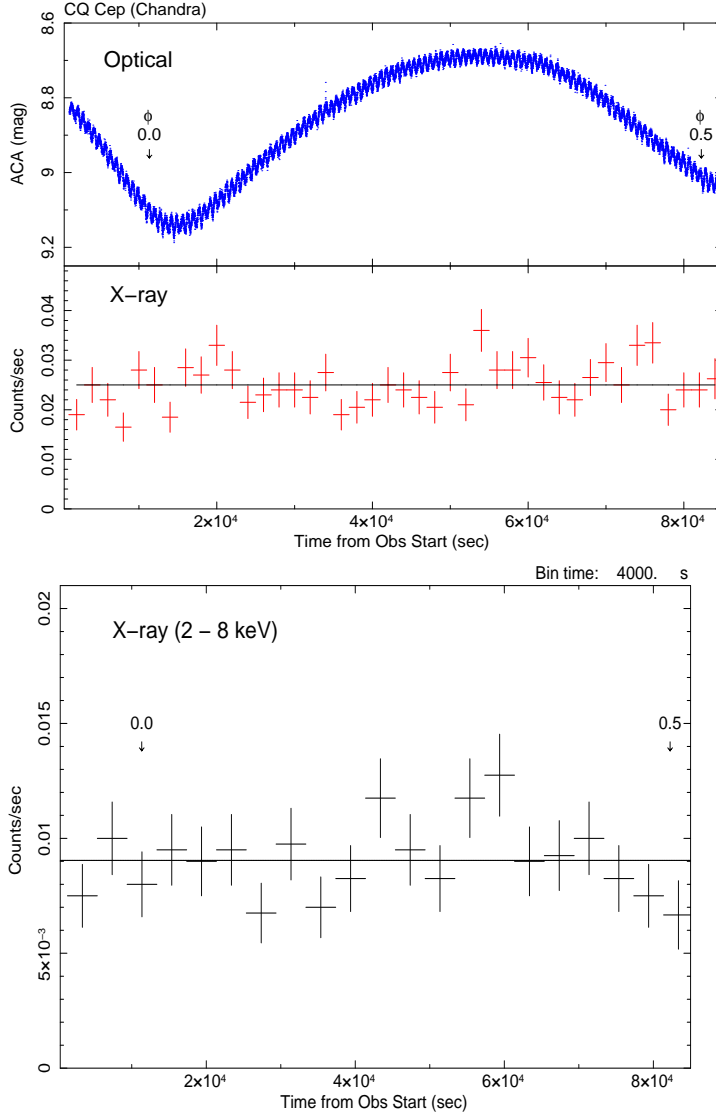 CQ Cep (Chandra)
8.6
Optical
8.8
ϕ
0.0
ϕ
0.5
9
9.2
ACA (mag)
X−ray
0.04
0.03
0.02
0.01
0
Counts/sec
2×10⁴ 4×10⁴ 6×10⁴ 8×10⁴
Time from Obs Start (sec)
Bin time: 4000. s
0.02
X−ray (2 − 8 keV)
0.015
0.0 0.5
0.01
5×10⁻³
0
Counts/sec
2×10⁴ 4×10⁴ 6×10⁴ 8×10⁴
Time from Obs Start (sec)